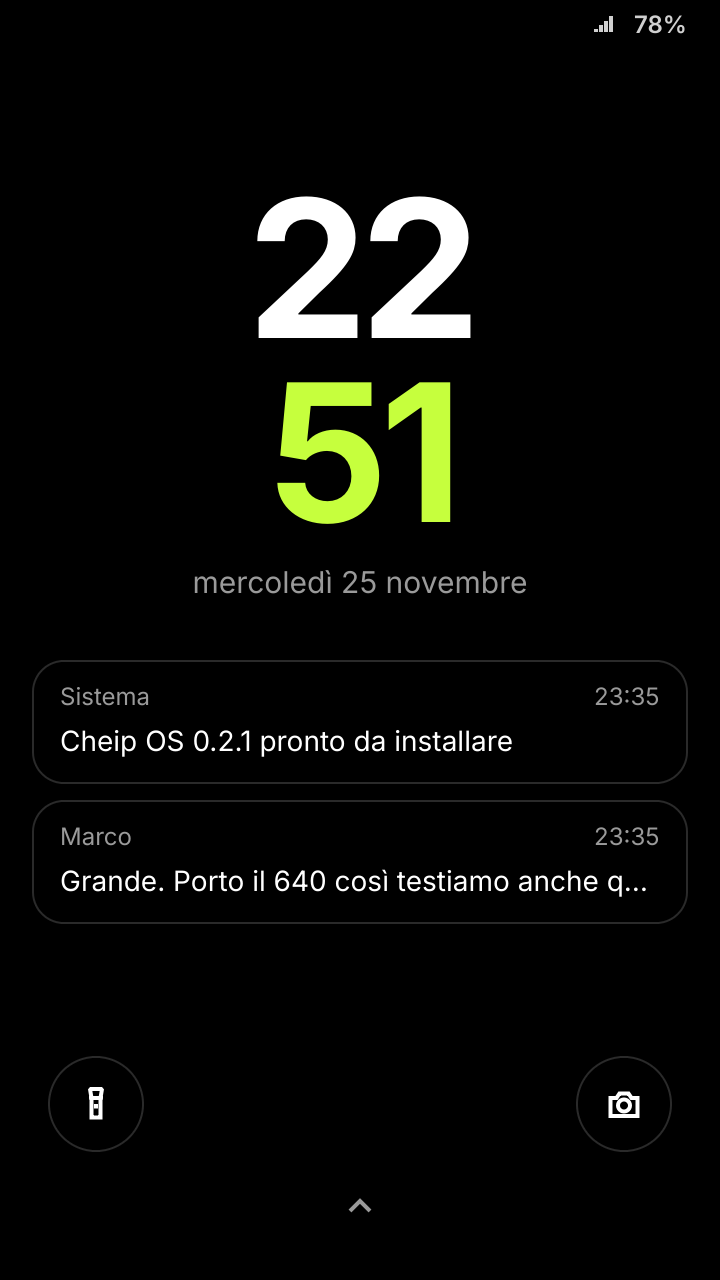 78%
22
51
mercoledì 25 novembre
Sistema 23:35
Cheip OS 0.2.1 pronto da installare
Marco 23:35
Grande. Porto il 640 così testiamo anche q...